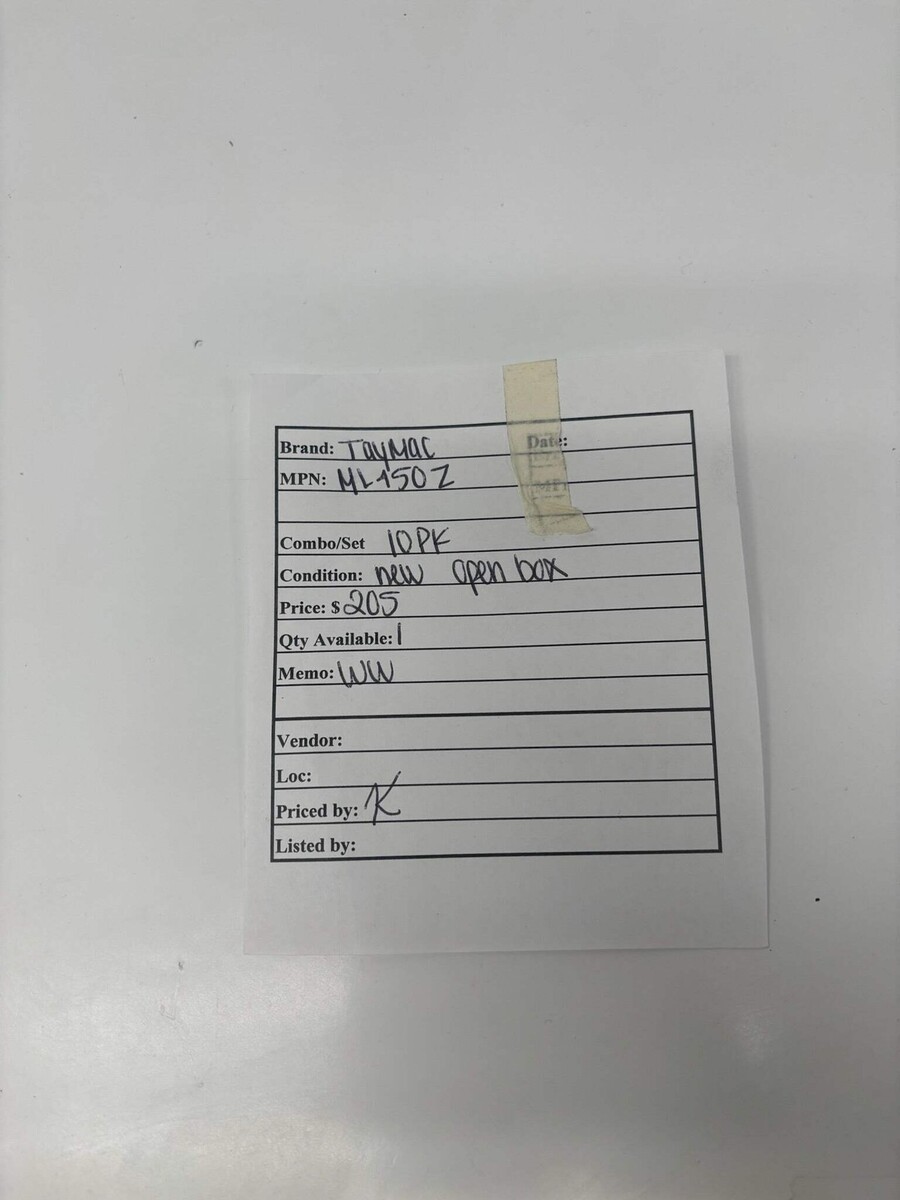 Brand: TayMac Date:
MPN: ML450Z
Combo/Set 10PK
Condition: new open box
Price: $ 205
Qty Available: 1
Memo: WW
Vendor:
Loc:
Priced by: K
Listed by: